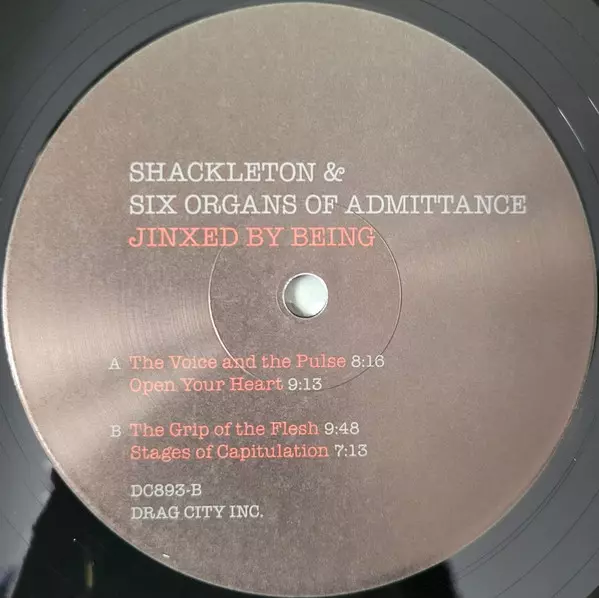 SHACKLETON &
SIX ORGANS OF ADMITTANCE
JINXED BY BEING
A The Voice and the Pulse 8:16
Open Your Heart 9:13
B The Grip of the Flesh 9:48
Stages of Capitulation 7:13
DC893-B
DRAG CITY INC.